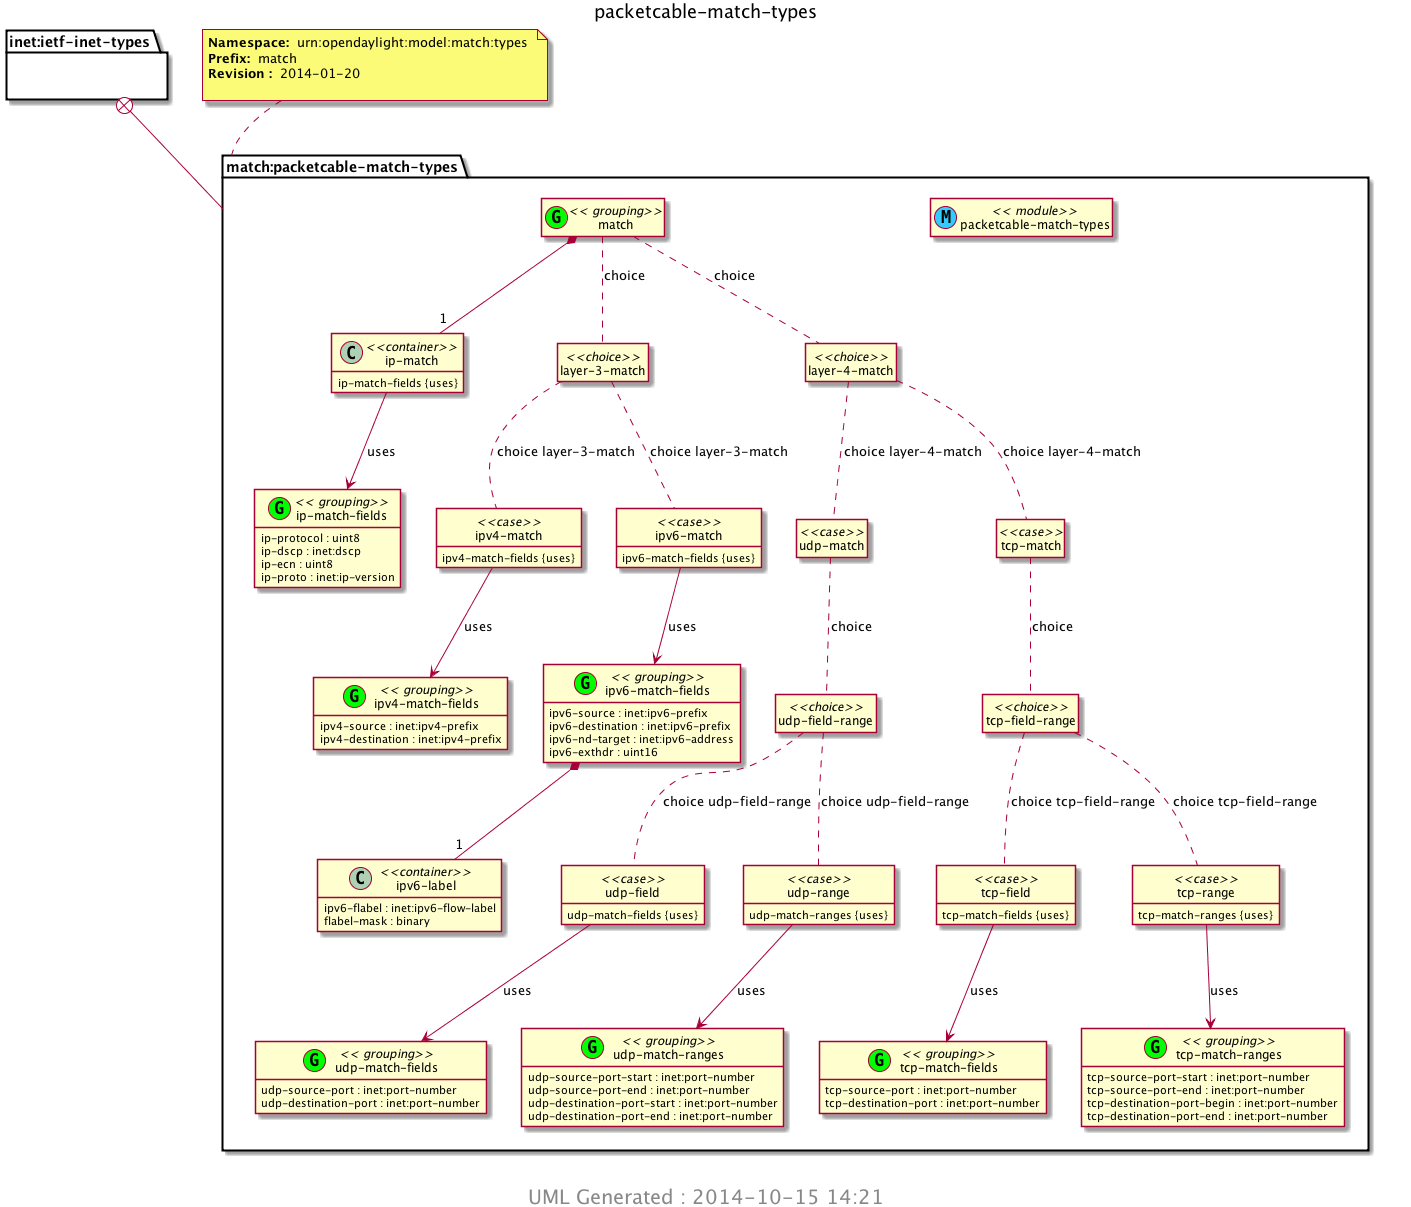 packetcable-match-types
inet:ietf-inet-types
Namespace: urn:opendaylight:model:match:types
Prefix: match
Revision : 2014-01-20
match:packetcable-match-types
G
<< grouping>>
match
M
<< module>>
packetcable-match-types
choice
choice
1
C
<<container>>
ip-match
ip-match-fields {uses}
<<choice>>
layer-3-match
<<choice>>
layer-4-match
uses
choice layer-3-match
choice layer-3-match
choice layer-4-match
choice layer-4-match
G
<< grouping>>
ip-match-fields
ip-protocol : uint8
ip-dscp : inet:dscp
ip-ecn : uint8
ip-proto : inet:ip-version
<<case>>
ipv4-match
ipv4-match-fields {uses}
<<case>>
ipv6-match
ipv6-match-fields {uses}
<<case>>
udp-match
<<case>>
tcp-match
uses
uses
choice
choice
G
<< grouping>>
ipv4-match-fields
ipv4-source : inet:ipv4-prefix
ipv4-destination : inet:ipv4-prefix
G
<< grouping>>
ipv6-match-fields
ipv6-source : inet:ipv6-prefix
ipv6-destination : inet:ipv6-prefix
ipv6-nd-target : inet:ipv6-address
ipv6-exthdr : uint16
<<choice>>
udp-field-range
<<choice>>
tcp-field-range
choice udp-field-range
choice udp-field-range
choice tcp-field-range
choice tcp-field-range
1
C
<<container>>
ipv6-label
ipv6-flabel : inet:ipv6-flow-label
flabel-mask : binary
<<case>>
udp-field
udp-match-fields {uses}
<<case>>
udp-range
udp-match-ranges {uses}
<<case>>
tcp-field
tcp-match-fields {uses}
<<case>>
tcp-range
tcp-match-ranges {uses}
uses
uses
uses
uses
G
<< grouping>>
udp-match-fields
udp-source-port : inet:port-number
udp-destination-port : inet:port-number
G
<< grouping>>
udp-match-ranges
udp-source-port-start : inet:port-number
udp-source-port-end : inet:port-number
udp-destination-port-start : inet:port-number
udp-destination-port-end : inet:port-number
G
<< grouping>>
tcp-match-fields
tcp-source-port : inet:port-number
tcp-destination-port : inet:port-number
G
<< grouping>>
tcp-match-ranges
tcp-source-port-start : inet:port-number
tcp-source-port-end : inet:port-number
tcp-destination-port-begin : inet:port-number
tcp-destination-port-end : inet:port-number
UML Generated : 2014-10-15 14:21